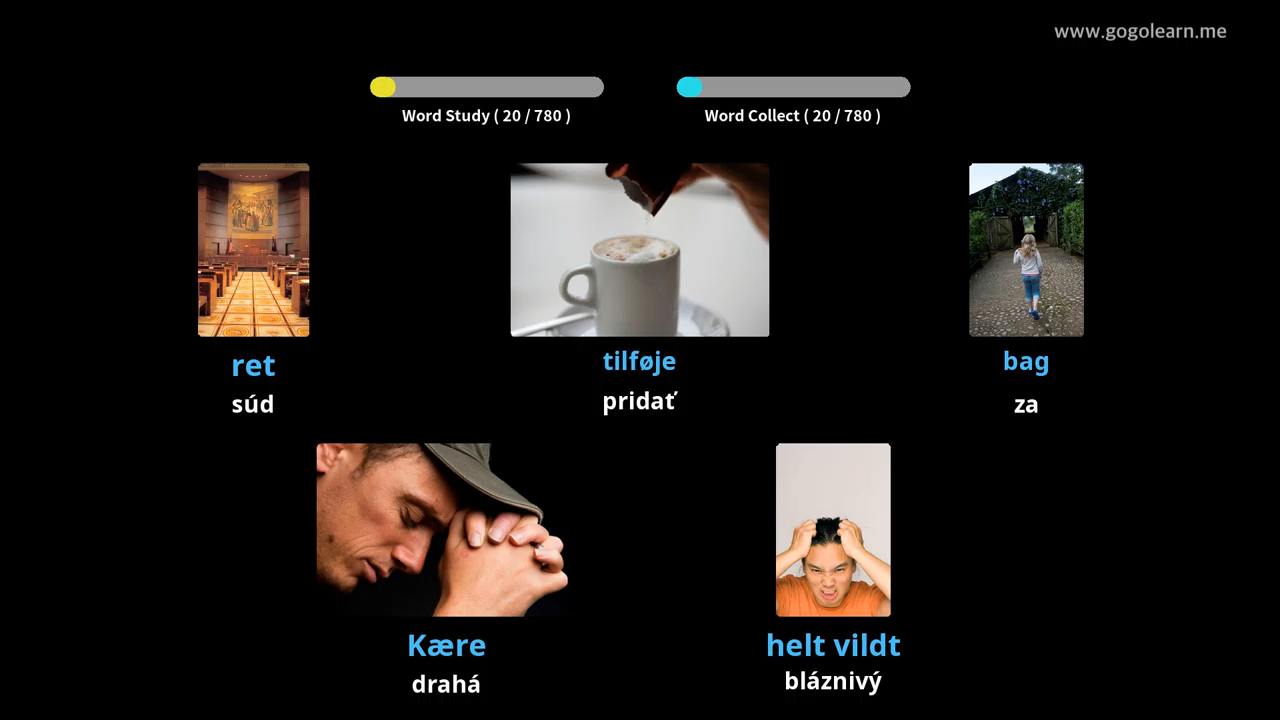 www.gogolearn.me
Word Study ( 20 / 780 )
Word Collect ( 20 / 780 )
ret
súd
tilføje
pridať
bag
za
Kære
drahá
helt vildt
bláznivý